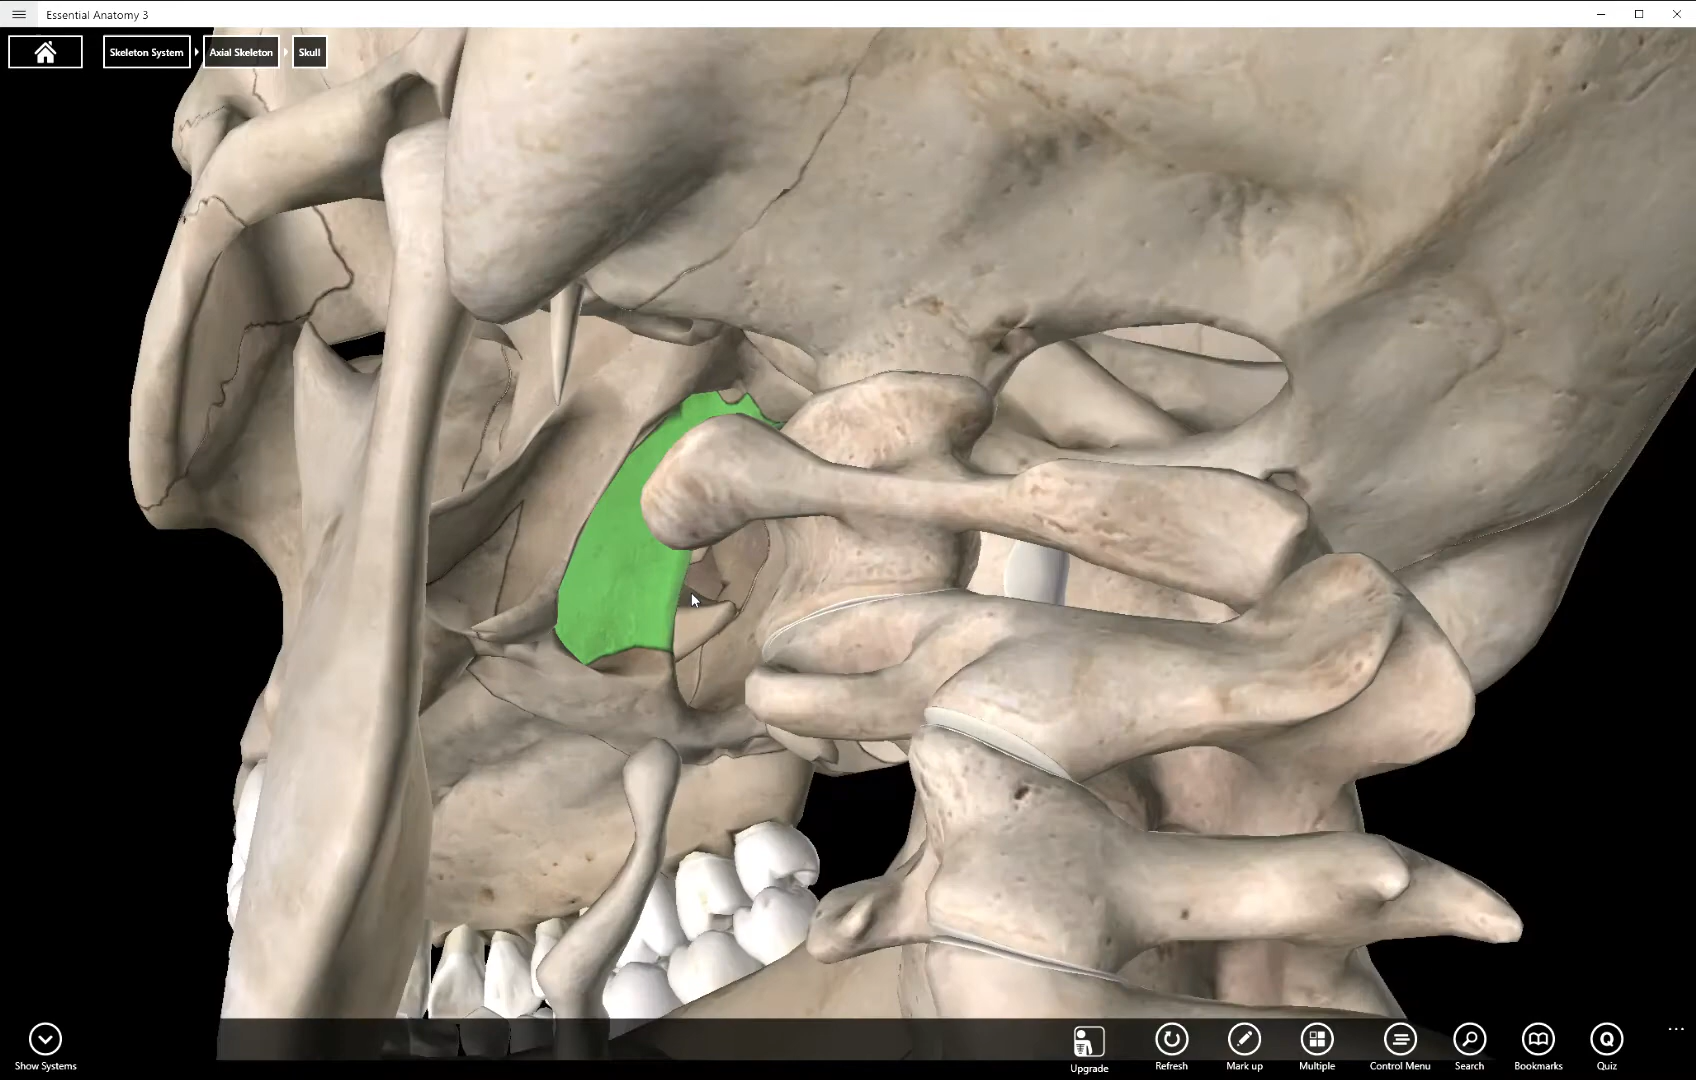 Essential Anatomy 3
Skeleton System
Axial Skeleton
Skull
Show Systems
Upgrade
Refresh
Mark up
Multiple
Control Menu
Search
Bookmarks
Q
Quiz